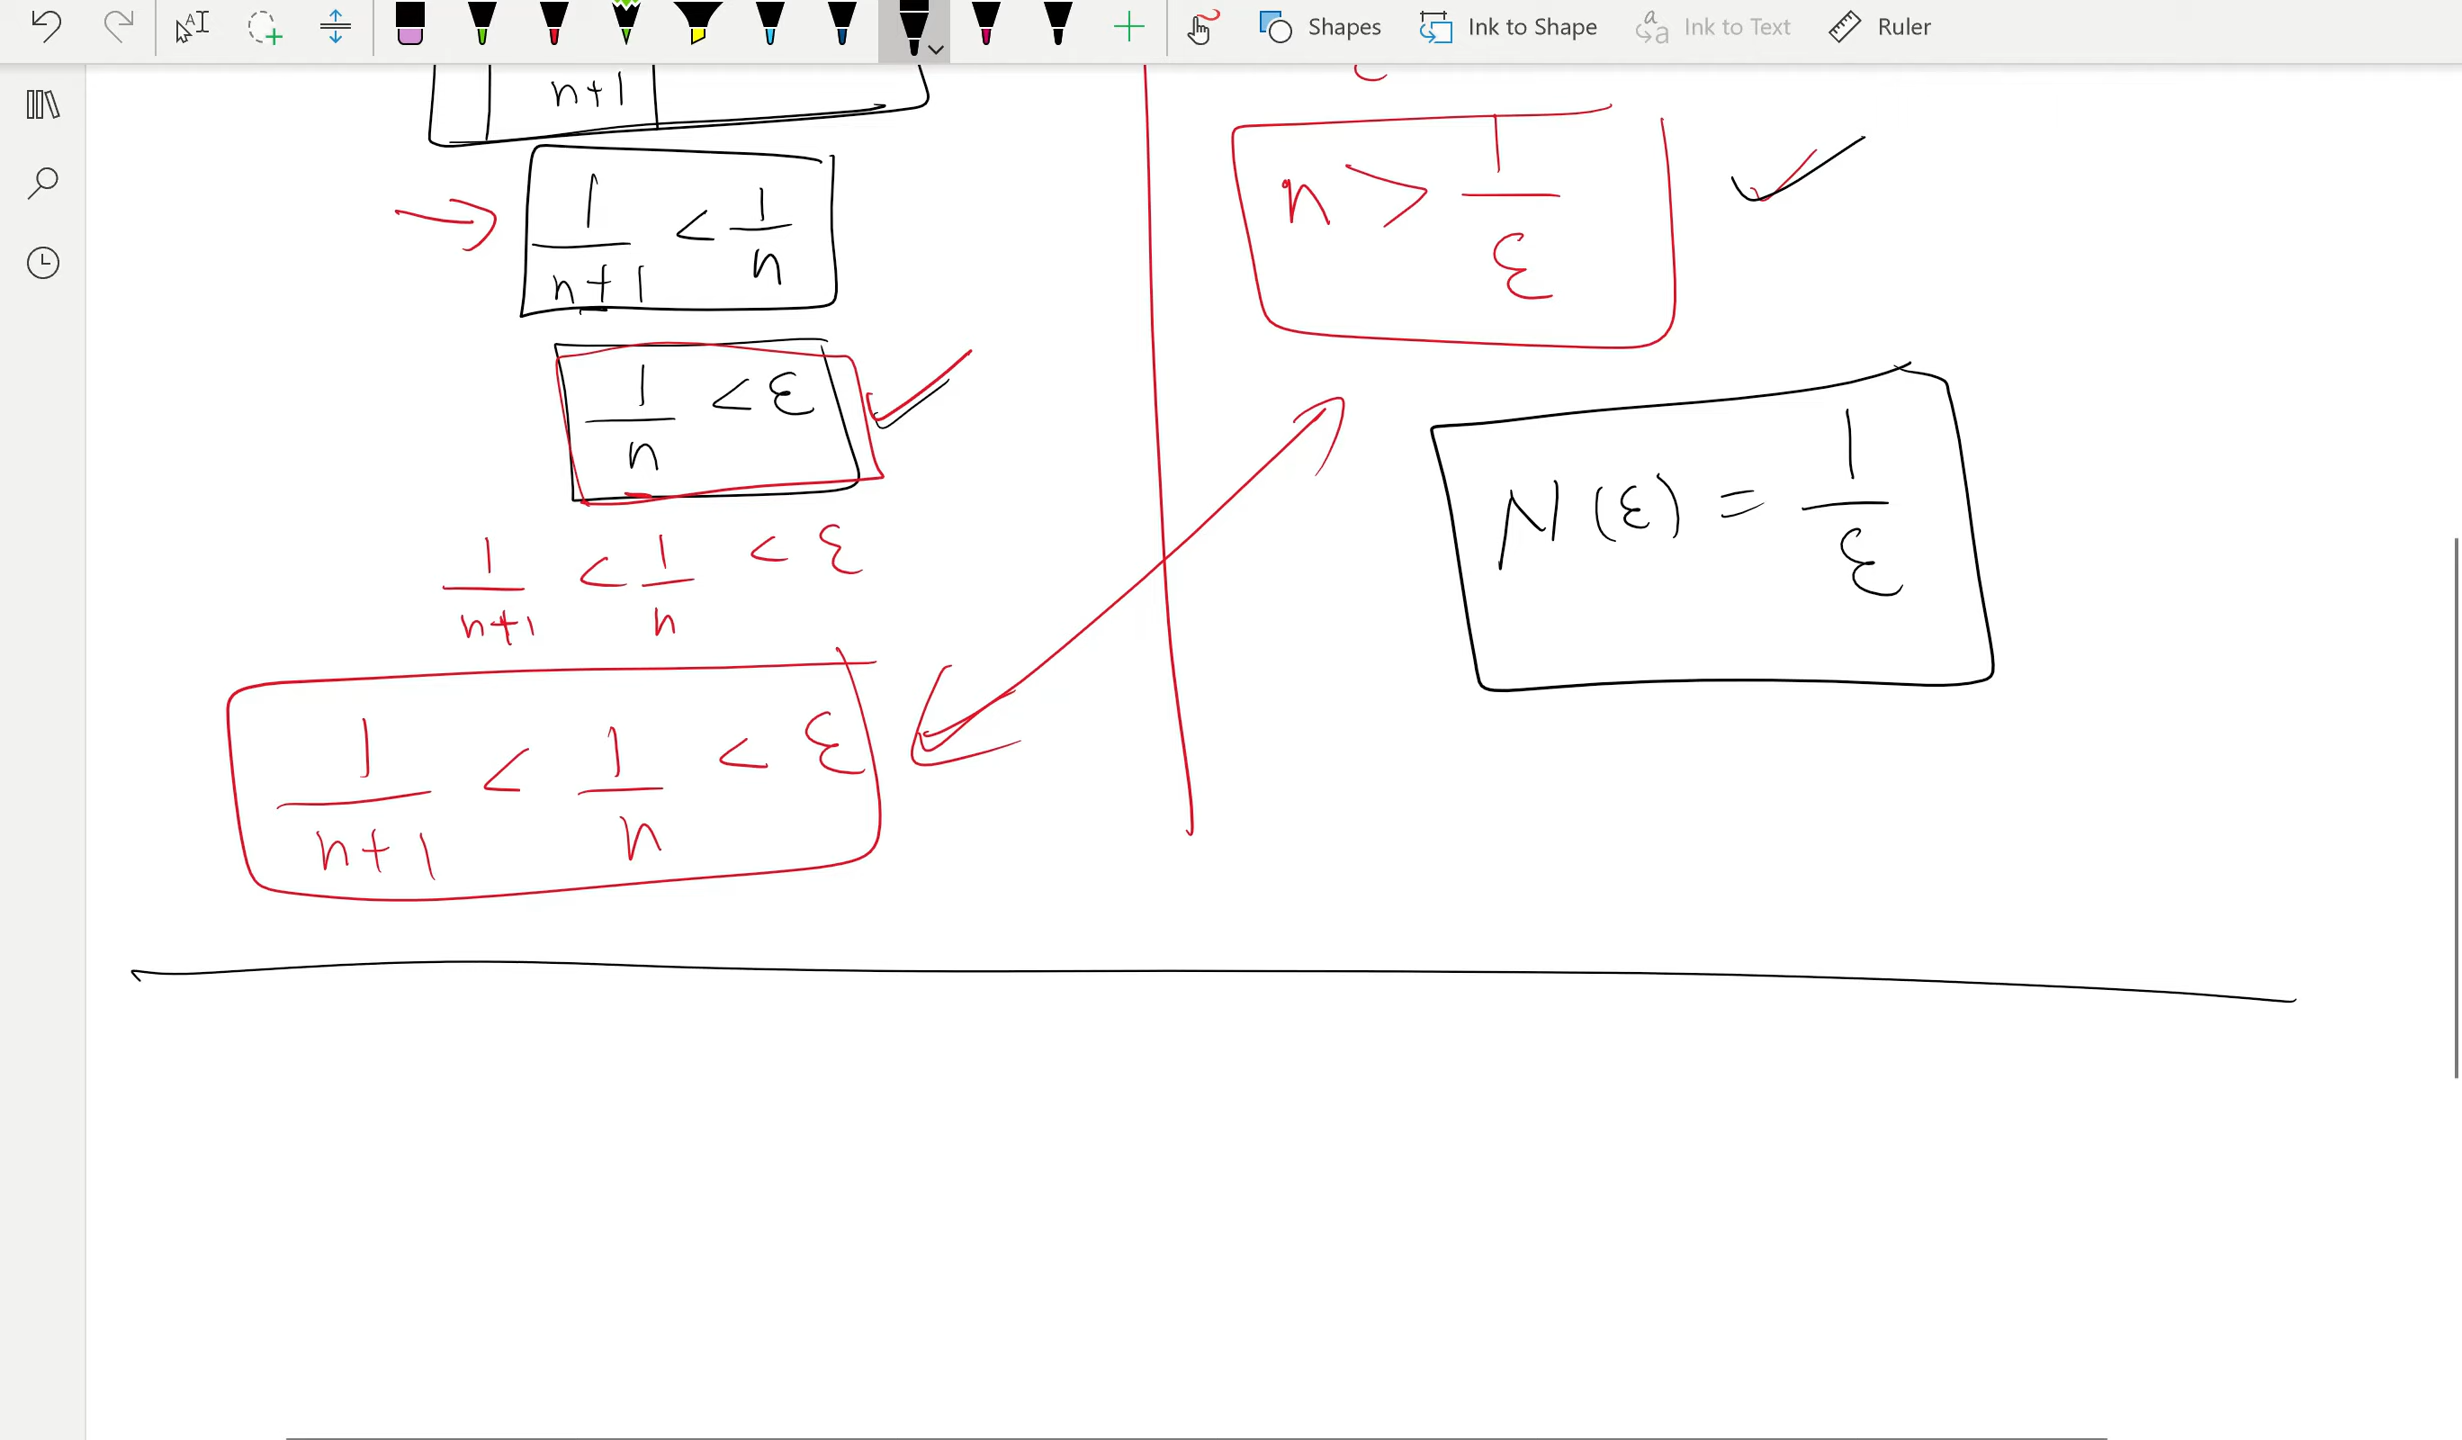 Shapes Ink to Shape Ink to Text Ruler
n+1
1/(n+1) < 1/n
1/n < ε
1/(n+1) < 1/n < ε
1/(n+1) < 1/n < ε
n > 1/ε
N(ε) = 1/ε